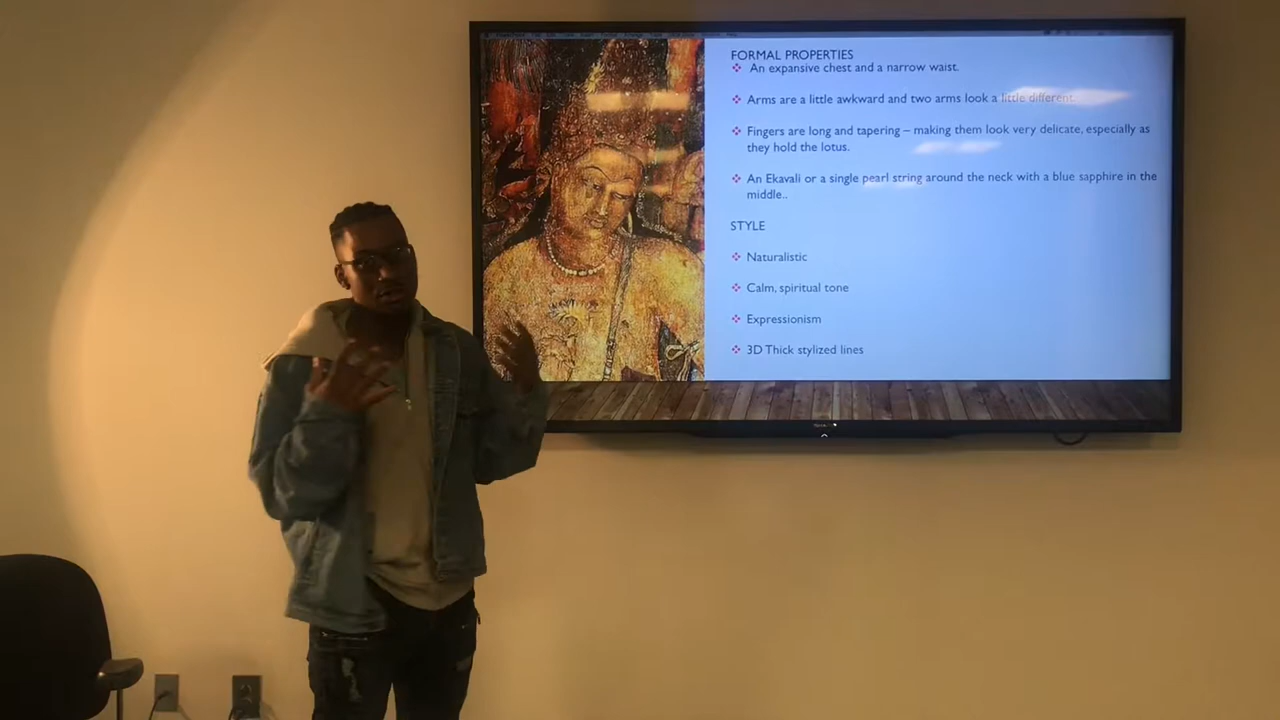 FORMAL PROPERTIES
An expansive chest and a narrow waist.
Arms are a little awkward and two arms look a little different.
Fingers are long and tapering – making them look very delicate, especially as
they hold the lotus.
An Ekavali or a single pearl string around the neck with a blue sapphire in the
middle..
STYLE
Naturalistic
Calm, spiritual tone
Expressionism
3D Thick stylized lines